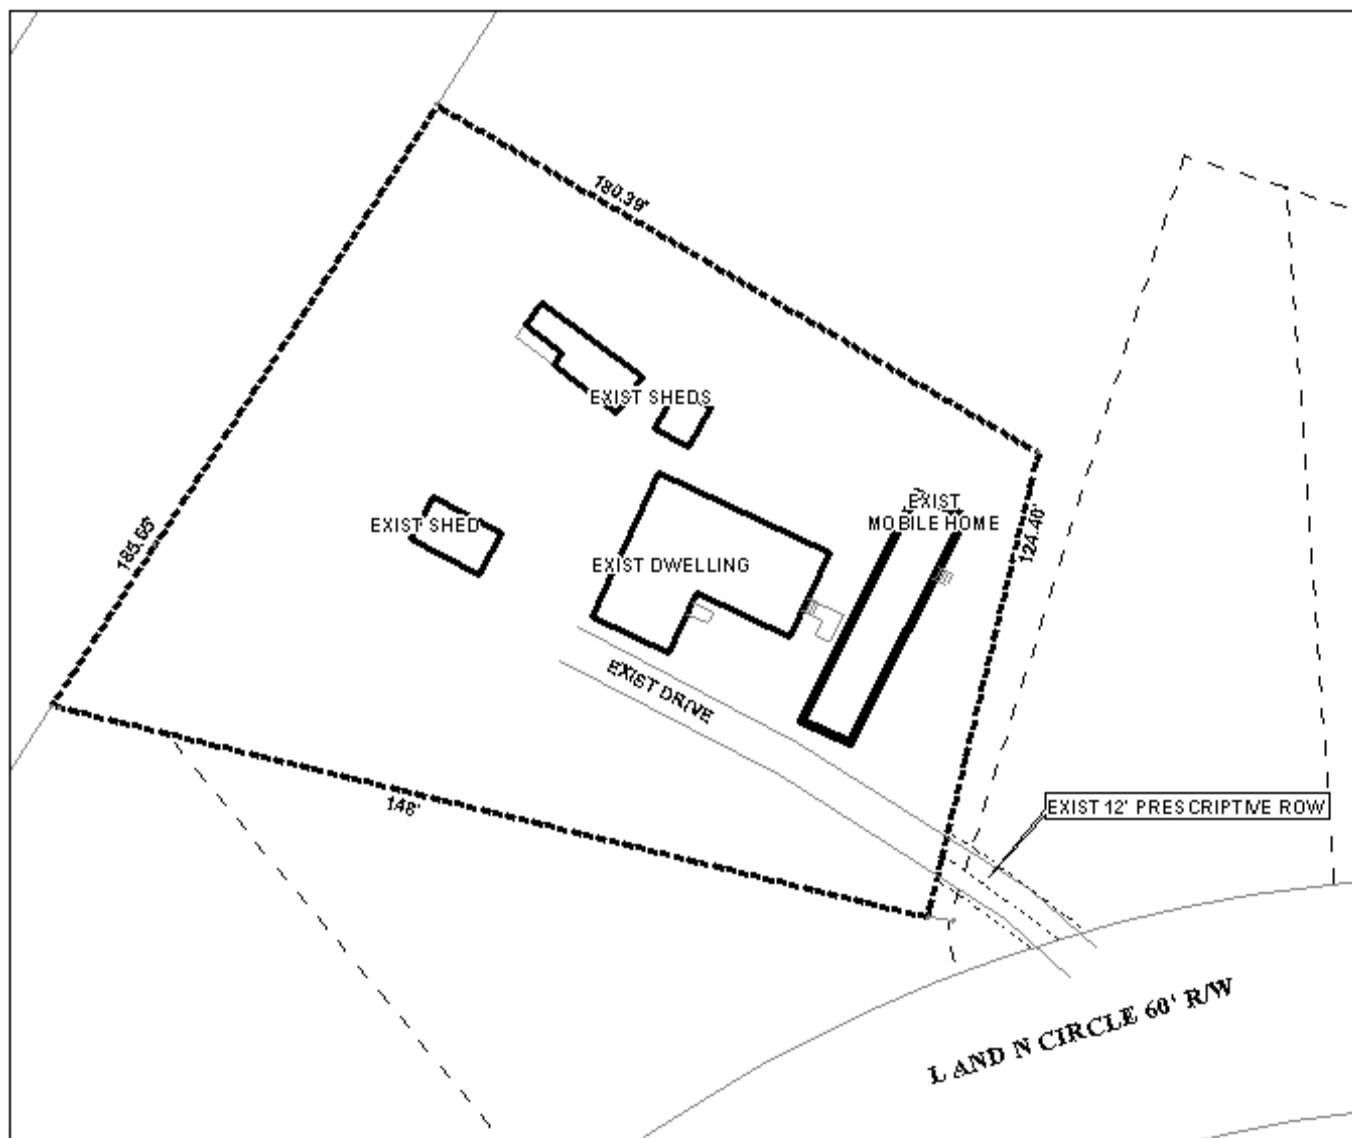 180.39'
EXIST SHEDS
EXIST
MOBILE HOME
EXIST SHED
185.65'
124.40'
EXIST DWELLING
EXIST DRIVE
148'
EXIST 12' PRESCRIPTIVE ROW
L AND N CIRCLE 60' R/W